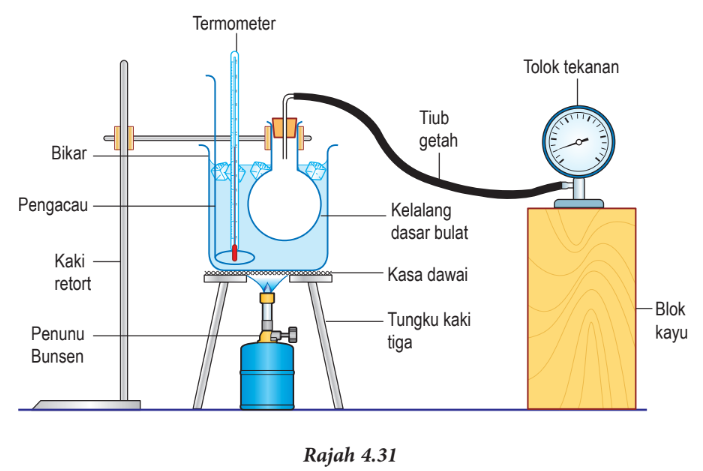 Termometer
Tolok tekanan
Tiub
getah
Bikar
Pengacau
Kelalang
dasar bulat
Kaki
retort
Kasa dawai
Penunu
Bunsen
Tungku kaki
tiga
Blok
kayu
Rajah 4.31